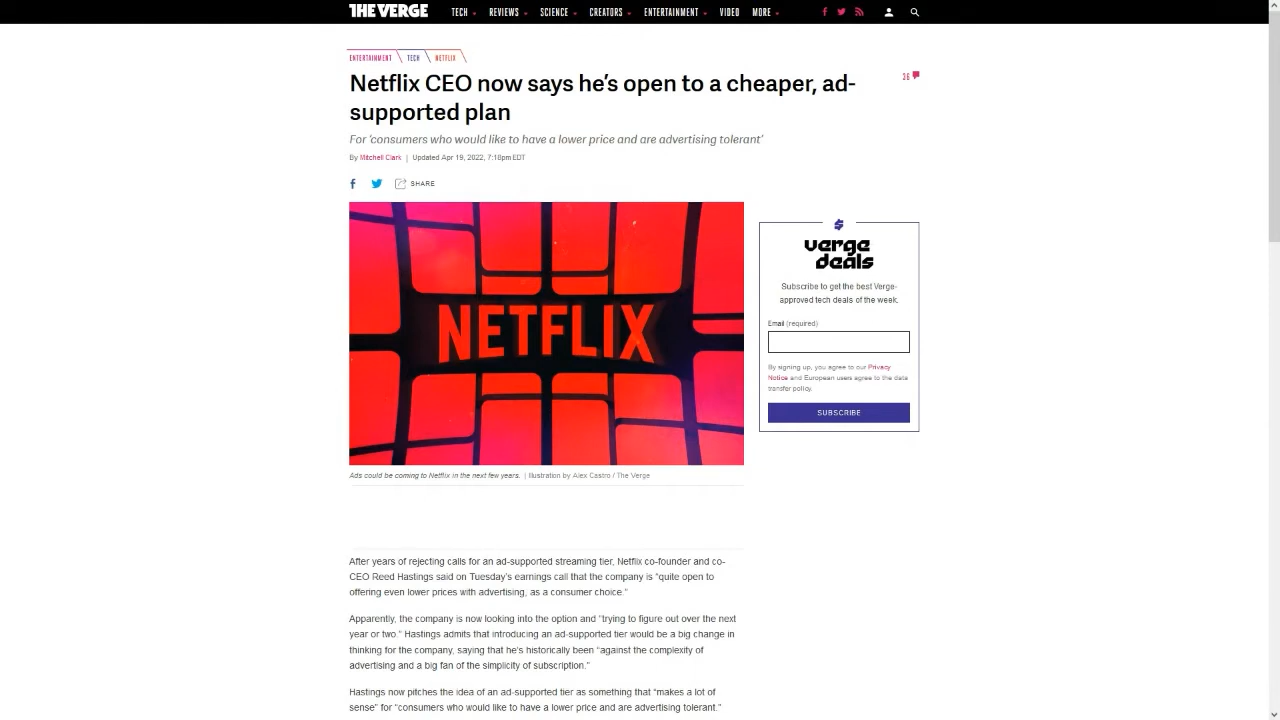 THE VERGE TECH REVIEWS SCIENCE CREATORS ENTERTAINMENT VIDEO MORE
ENTERTAINMENT TECH NETFLIX
Netflix CEO now says he's open to a cheaper, ad-
supported plan
36
For 'consumers who would like to have a lower price and are advertising tolerant'
By Mitchell Clark | Updated Apr 19, 2022, 7:10pm EDT
SHARE
NETFLIX
Ads could be coming to Netflix in the next few years. | Illustration by Alex Castro / The Verge
verge
deals
Subscribe to get the best Verge-
approved tech deals of the week.
Email (required)
By signing up, you agree to our Privacy
Notice and European users agree to the data
transfer policy.
SUBSCRIBE
After years of rejecting calls for an ad-supported streaming tier, Netflix co-founder and co-
CEO Reed Hastings said on Tuesday's earnings call that the company is “quite open to
offering even lower prices with advertising, as a consumer choice.”
Apparently, the company is now looking into the option and “trying to figure out over the next
year or two.” Hastings admits that introducing an ad-supported tier would be a big change in
thinking for the company, saying that he's historically been “against the complexity of
advertising and a big fan of the simplicity of subscription.”
Hastings now pitches the idea of an ad-supported tier as something that “makes a lot of
sense” for “consumers who would like to have a lower price and are advertising tolerant.”